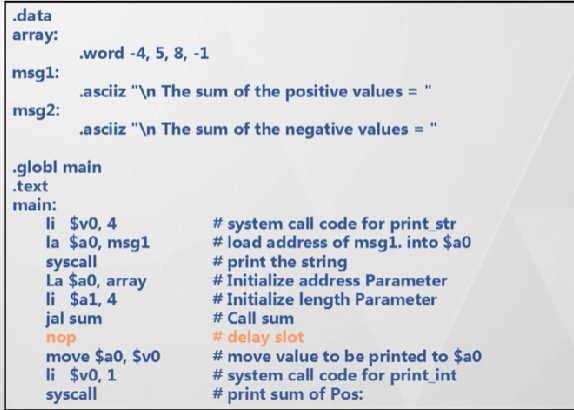 .data
array:
.word -4, 5, 8, -1
msg1:
.asciiz "\n The sum of the positive values = "
msg2:
.asciiz "\n The sum of the negative values = "
.globl main
.text
main:
li $v0, 4 # system call code for print_str
la $a0, msg1 # load address of msg1. into $a0
syscall # print the string
La $a0, array # Initialize address Parameter
li $a1, 4 # Initialize length Parameter
jal sum # Call sum
nop # delay slot
move $a0, $v0 # move value to be printed to $a0
li $v0, 1 # system call code for print_int
syscall # print sum of Pos: